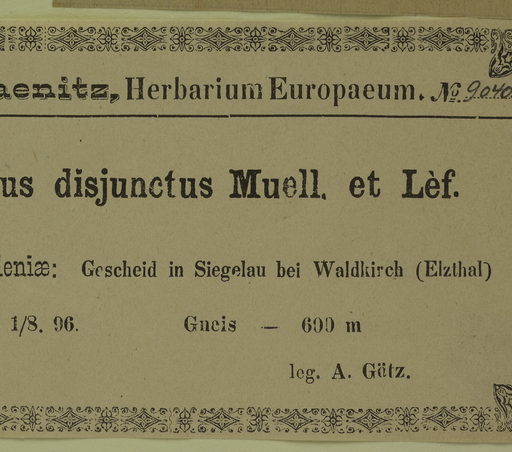 aenitz, Herbarium Europaeum. No 9040
us disjunctus Muell. et Lèf.
eniæ: Gescheid in Siegelau bei Waldkirch (Elzthal)
1/8. 96. Gneis — 600 m
leg. A. Götz.